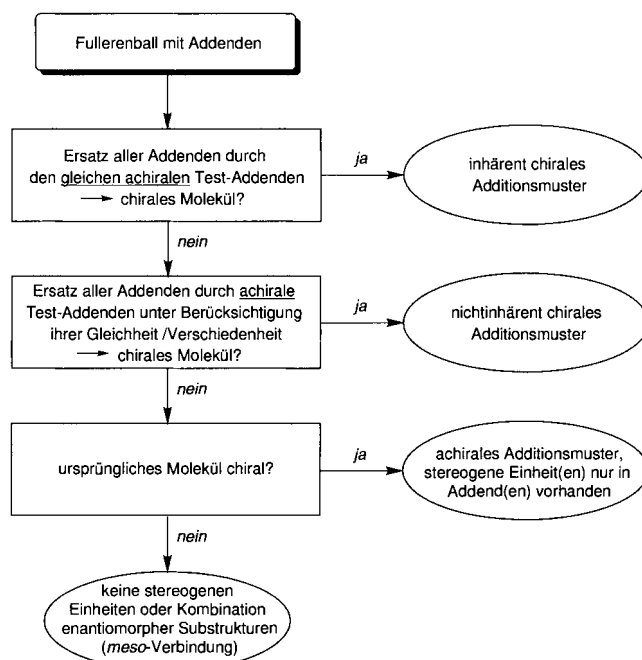 Fullerenball mit Addenden
Ersatz aller Addenden durch
den gleichen achiralen Test-Addenden
⟶ chirales Molekül?
ja
inhärent chirales
Additionsmuster
nein
Ersatz aller Addenden durch achirale
Test-Addenden unter Berücksichtigung
ihrer Gleichheit /Verschiedenheit
⟶ chirales Molekül?
ja
nichtinhärent chirales
Additionsmuster
nein
ursprüngliches Molekül chiral?
ja
achirales Additionsmuster,
stereogene Einheit(en) nur in
Addend(en) vorhanden
nein
keine stereogenen
Einheiten oder Kombination
enantiomorpher Substrukturen
(meso-Verbindung)